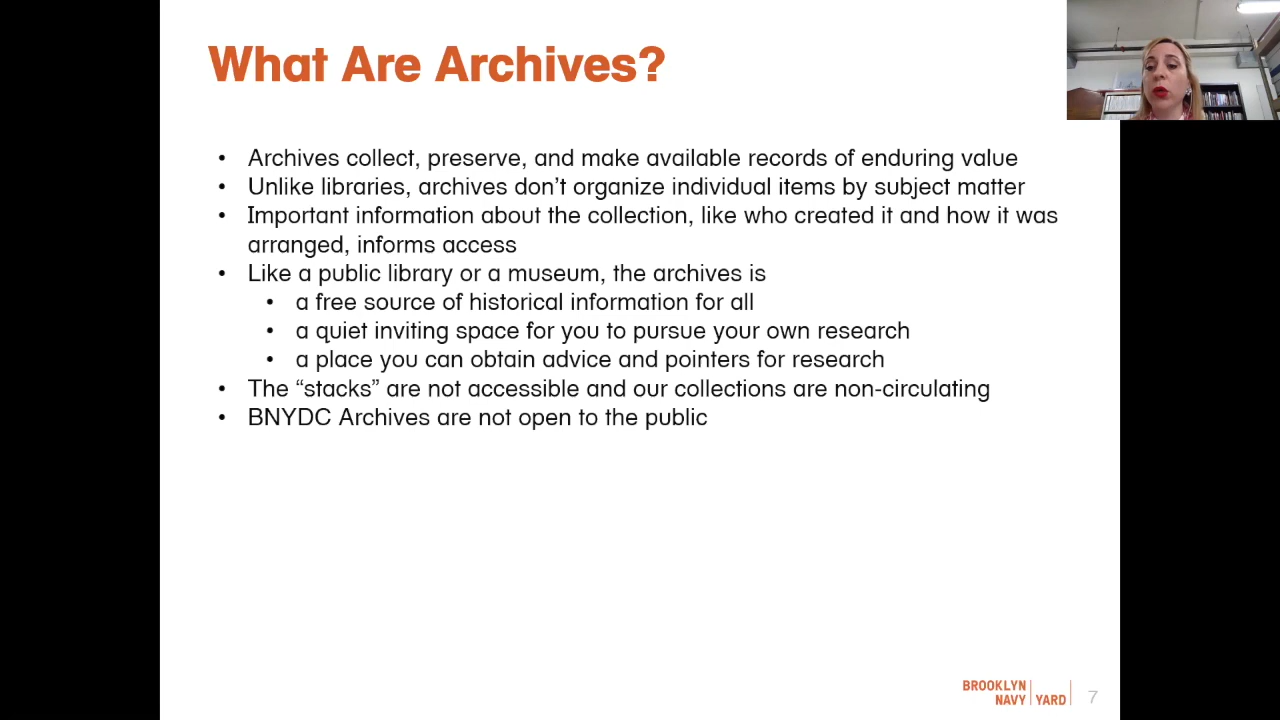 What Are Archives?
• Archives collect, preserve, and make available records of enduring value
• Unlike libraries, archives don’t organize individual items by subject matter
• Important information about the collection, like who created it and how it was
arranged, informs access
• Like a public library or a museum, the archives is
• a free source of historical information for all
• a quiet inviting space for you to pursue your own research
• a place you can obtain advice and pointers for research
• The “stacks” are not accessible and our collections are non-circulating
• BNYDC Archives are not open to the public
BROOKLYN
NAVY YARD
7